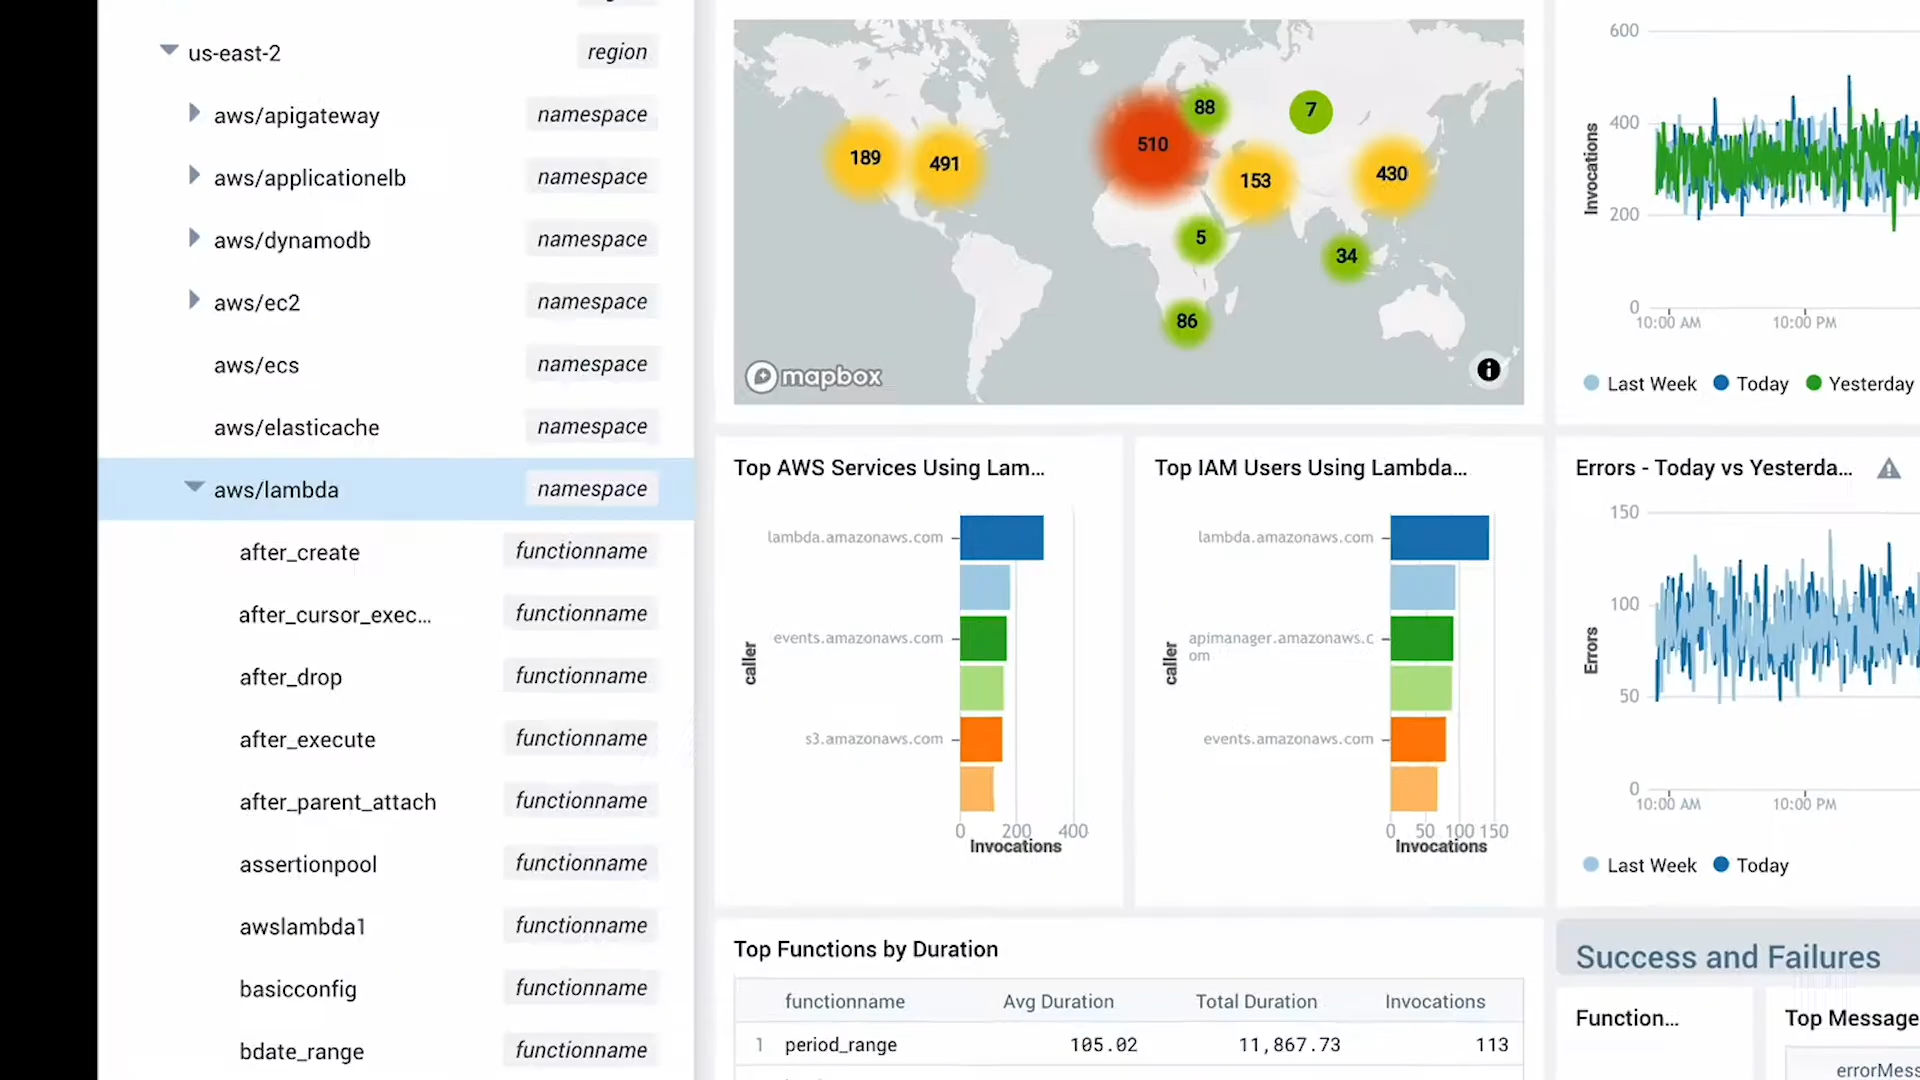 us-east-2 region
aws/apigateway namespace
aws/applicationelb namespace
aws/dynamodb namespace
aws/ec2 namespace
aws/ecs namespace
aws/elasticache namespace
aws/lambda namespace
after_create functionname
after_cursor_exec... functionname
after_drop functionname
after_execute functionname
after_parent_attach functionname
assertionpool functionname
awslambda1 functionname
basicconfig functionname
bdate_range functionname
189
491
510
88
7
153
430
5
34
86
mapbox
i
600
400
200
0
Invocations
10:00 AM 10:00 PM
Last Week Today Yesterday
Top AWS Services Using Lam...
lambda.amazonaws.com
events.amazonaws.com
s3.amazonaws.com
caller
0 200 400
Invocations
Top IAM Users Using Lambda...
lambda.amazonaws.com
apimanager.amazonaws.c
om
events.amazonaws.com
caller
0 50 100 150
Invocations
Errors - Today vs Yesterda...
150
100
50
0
Errors
10:00 AM 10:00 PM
Last Week Today
Top Functions by Duration
functionname Avg Duration Total Duration Invocations
1 period_range 105.02 11,867.73 113
Success and Failures
Function...
Top Message
errorMess